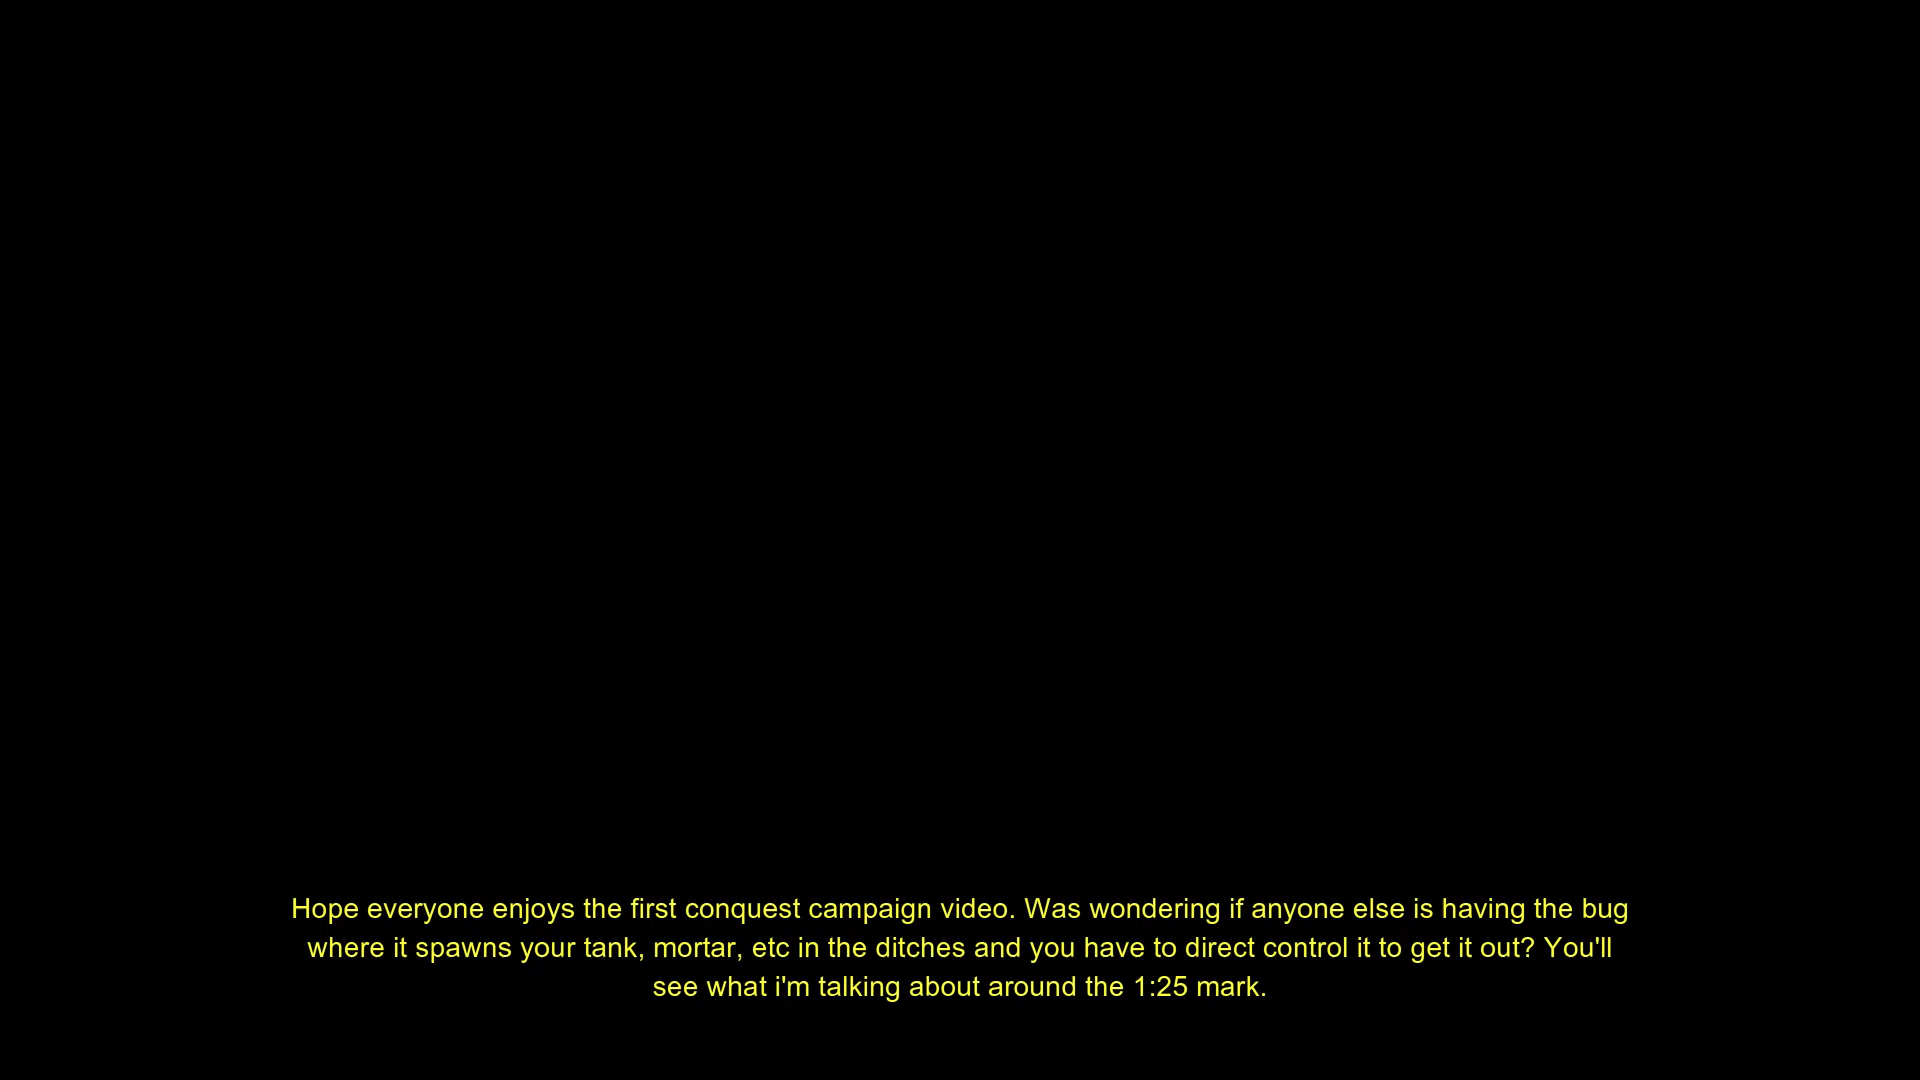 Hope everyone enjoys the first conquest campaign video. Was wondering if anyone else is having the bug
where it spawns your tank, mortar, etc in the ditches and you have to direct control it to get it out? You'll
see what i'm talking about around the 1:25 mark.